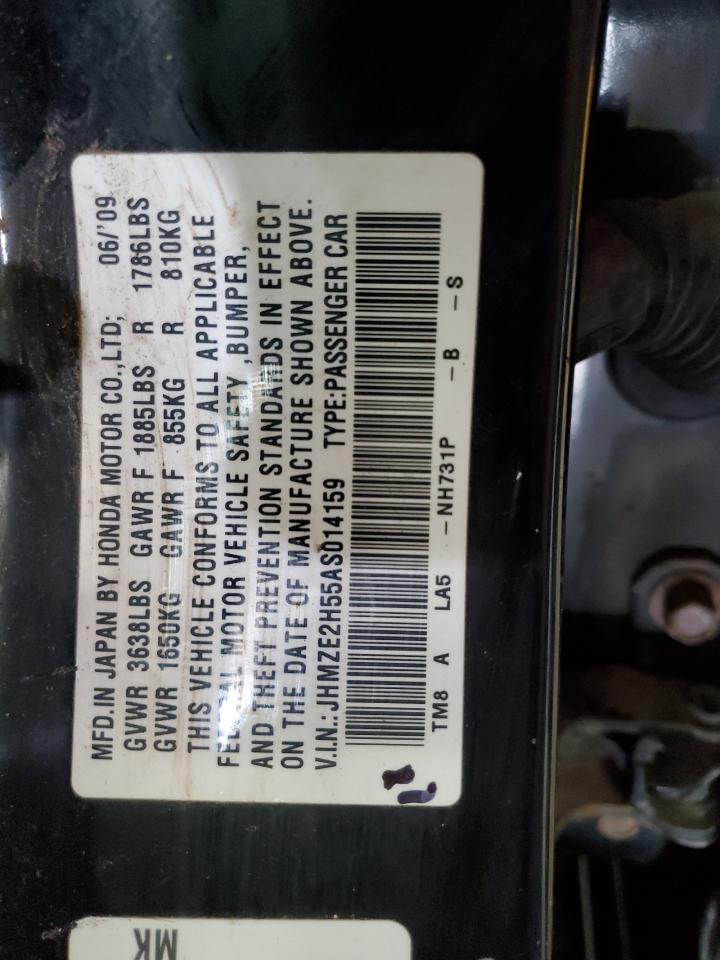 MFD.IN JAPAN BY HONDA MOTOR CO.,LTD; 06/'09
GVWR 3638LBS GAWR F 1885LBS R 1786LBS
GVWR 1650KG GAWR F 855KG R 810KG
THIS VEHICLE CONFORMS TO ALL APPLICABLE
FEDERAL MOTOR VEHICLE SAFETY ,BUMPER,
AND THEFT PREVENTION STANDARDS IN EFFECT
ON THE DATE OF MANUFACTURE SHOWN ABOVE.
V.I.N.:JHMZE2H55AS014159 TYPE:PASSENGER CAR
TM8 A LA5 -NH731P -B -S
MK